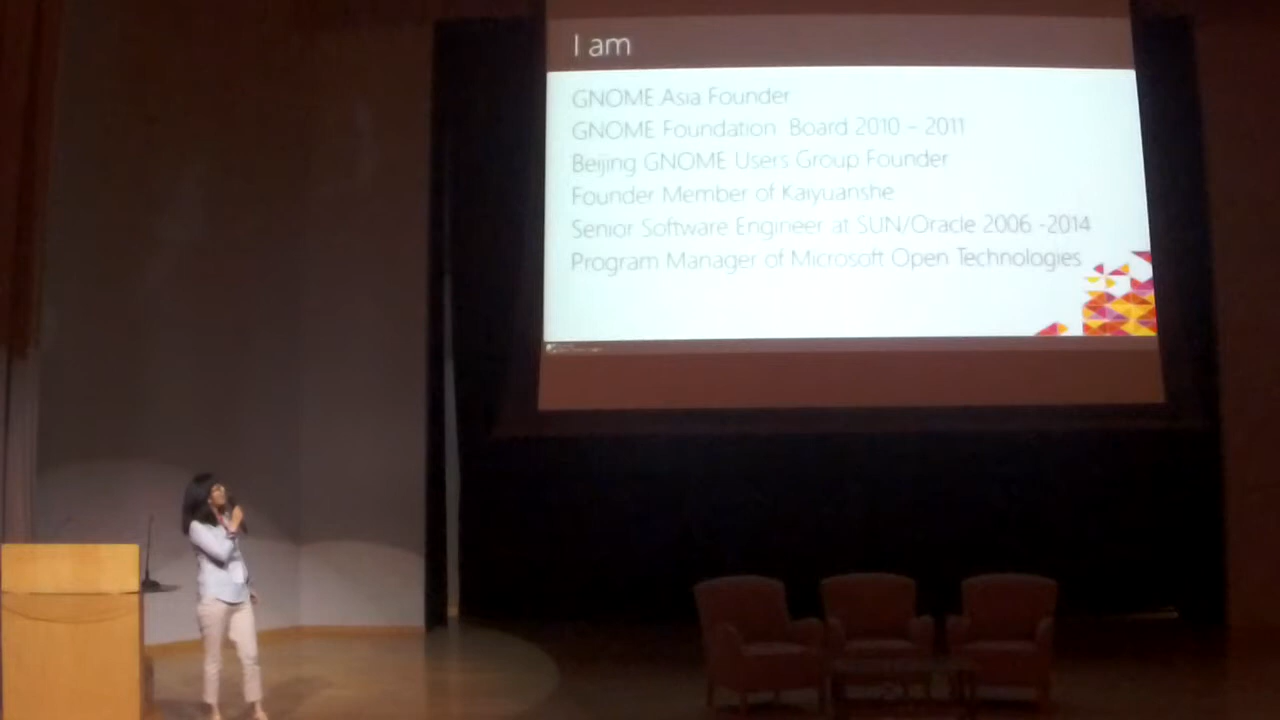 I am
GNOME.Asia Founder
GNOME Foundation Board 2010 – 2011
Beijing GNOME Users Group Founder
Founder Member of Kaiyuanshe
Senior Software Engineer at SUN/Oracle 2006 -2014
Program Manager of Microsoft Open Technologies